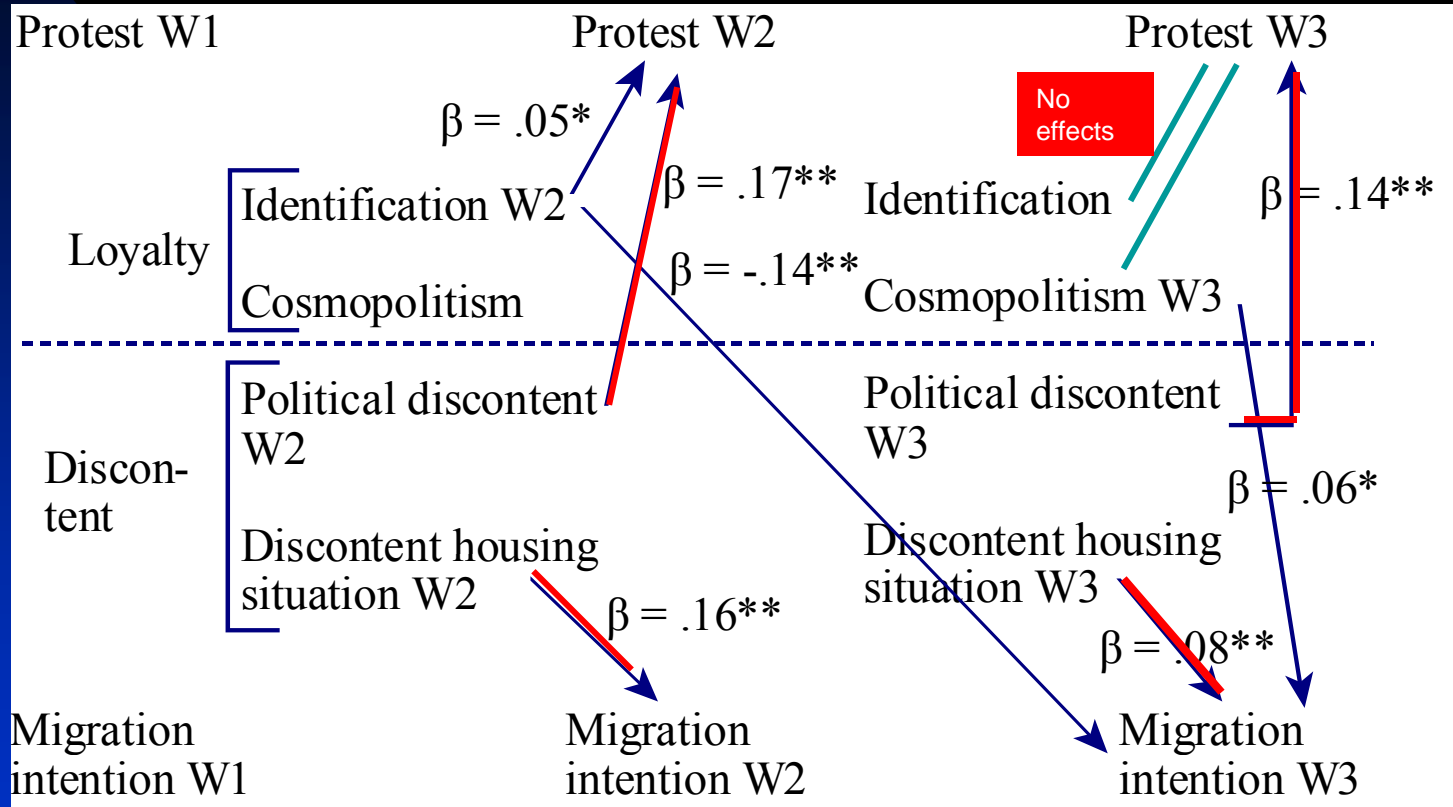 Protest W1
Protest W2
Protest W3
No
effects
β = .05*
Identification W2
β = .17**
Identification
β = .14**
Loyalty
β = -.14**
Cosmopolitism
Cosmopolitism W3
Political discontent
W2
Political discontent
W3
Discon-
tent
β = .06*
Discontent housing
situation W2
Discontent housing
situation W3
β = .16**
β = .08**
Migration
intention W1
Migration
intention W2
Migration
intention W3